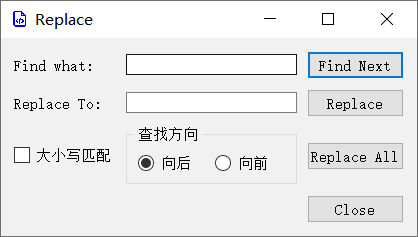 Replace
Find what:
Find Next
Replace To:
Replace
查找方向
大小写匹配
向后
向前
Replace All
Close